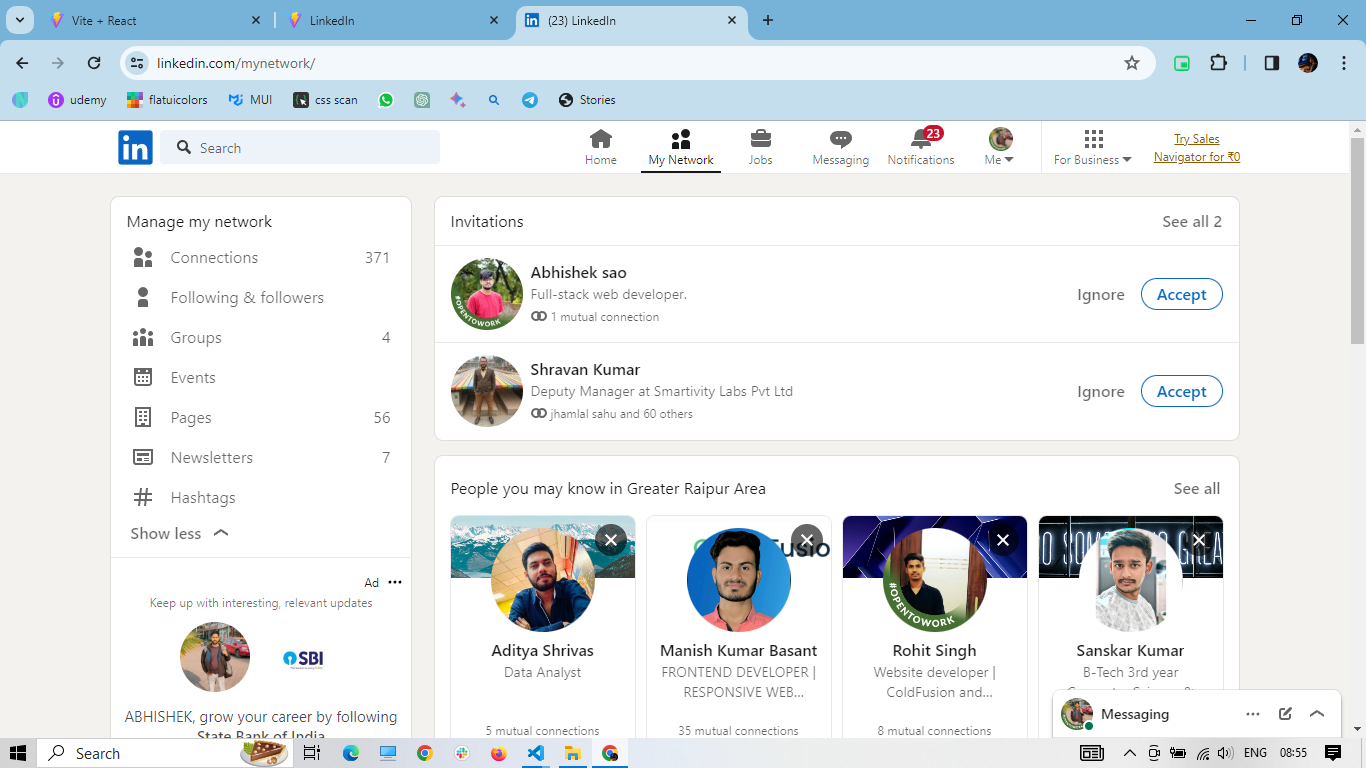 Vite + React
LinkedIn
(23) LinkedIn
linkedin.com/mynetwork/
udemy
flatuicolors
MUI
css scan
Stories
in
Search
Home
My Network
Jobs
Messaging
23
Notifications
Me
For Business
Try Sales
Navigator for ₹0
Manage my network
Connections 371
Following & followers
Groups 4
Events
Pages 56
Newsletters 7
Hashtags
Show less
Ad
Keep up with interesting, relevant updates
SBI
ABHISHEK, grow your career by following
State Bank of India
Invitations
See all 2
#OPENTOWORK
Abhishek sao
Full-stack web developer.
1 mutual connection
Ignore
Accept
Shravan Kumar
Deputy Manager at Smartivity Labs Pvt Ltd
jhamlal sahu and 60 others
Ignore
Accept
People you may know in Greater Raipur Area
See all
Aditya Shrivas
Data Analyst
5 mutual connections
Manish Kumar Basant
FRONTEND DEVELOPER |
RESPONSIVE WEB...
35 mutual connections
#OPENTOWORK
Rohit Singh
Website developer |
ColdFusion and...
8 mutual connections
Sanskar Kumar
B-Tech 3rd year
Messaging
Search
ENG
08:55